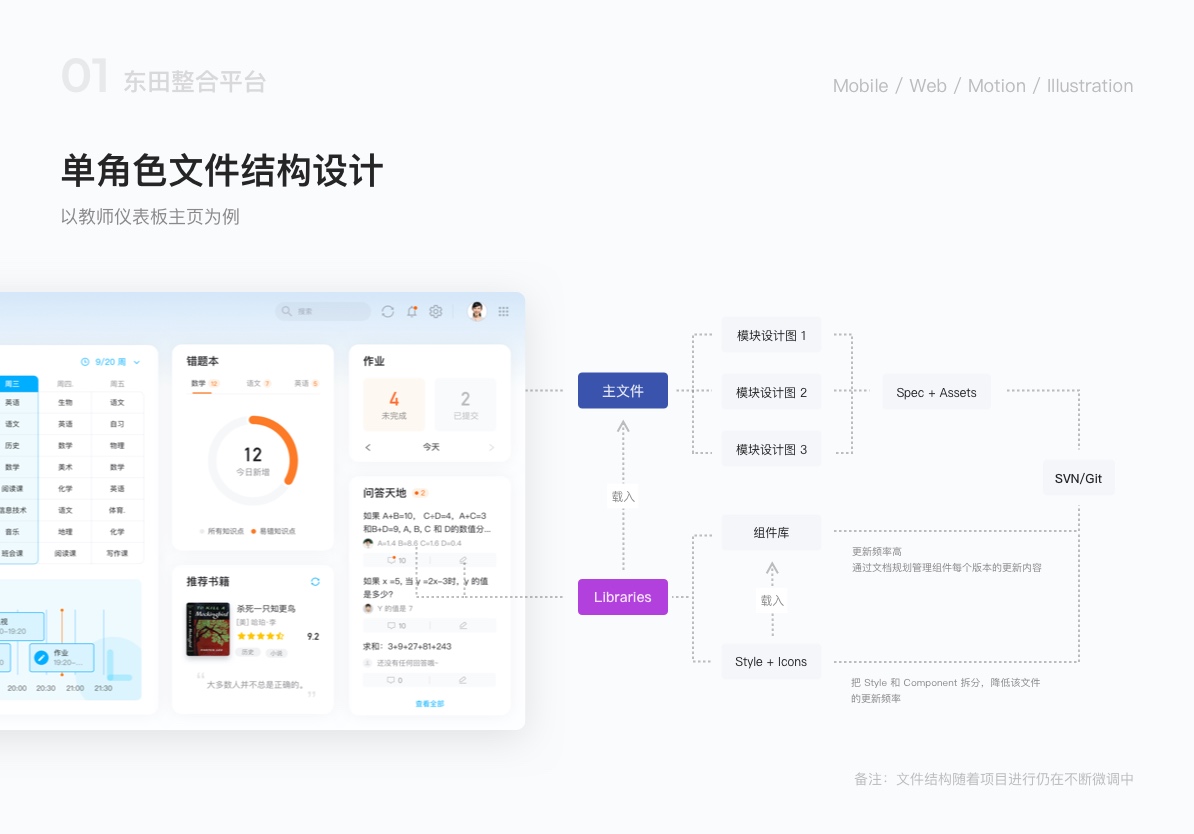 01 东田整合平台
Mobile / Web / Motion / Illustration
单角色文件结构设计
以教师仪表板主页为例
搜索
9/20 周
周三 周四 周五
英语 生物 语文
语文 英语 自习
历史 数学 物理
数学 美术 数学
阅读课 化学 英语
信息技术 语文 体育
音乐 地理 化学
班会课 阅读课 写作课
0~19:20
作业
19:20~...
20:00 20:30 21:00 21:30
错题本
数学 12 语文 7 英语 5
12
今日新增
所有知识点 易错知识点
推荐书籍
TO KILL A
Mockingbird
杀死一只知更鸟
[美] 哈珀·李
9.2
历史 小说
“大多数人并不总是正确的。”
作业
4
未完成
2
已提交
今天
问答天地 2
如果 A+B=10, C+D=4, A+C=3
和B+D=9, A, B, C 和 D的数值分...
A=1.4 B=8.6 C=1.6 D=0.4
10
如果 x =5, 当 y =2x-3时, y 的值
是多少?
Y 的值是 7
10
求和: 3+9+27+81+243
还没有任何回答哦~
0
查看全部
主文件
载入
Libraries
模块设计图 1
模块设计图 2
模块设计图 3
Spec + Assets
SVN/Git
组件库
更新频率高
通过文档规划管理组件每个版本的更新内容
载入
Style + Icons
把 Style 和 Component 拆分，降低该文件
的更新频率
备注：文件结构随着项目进行仍在不断微调中